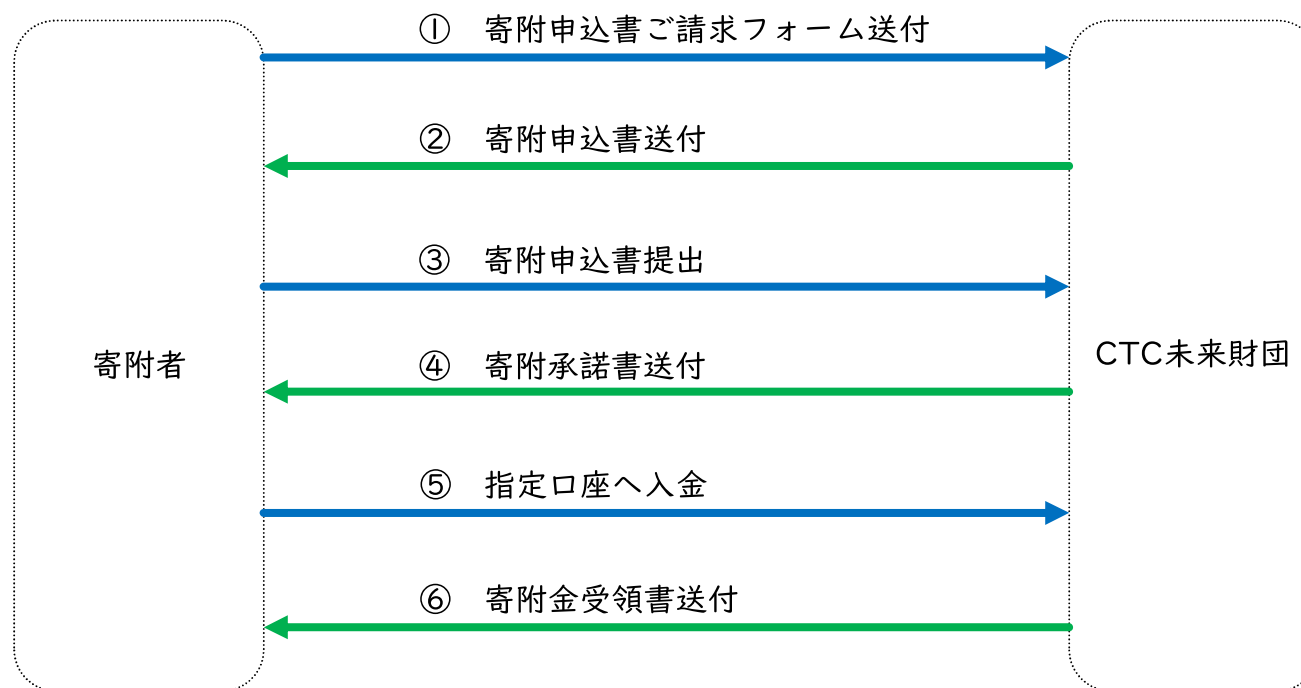 ① 寄附申込書ご請求フォーム送付
② 寄附申込書送付
③ 寄附申込書提出
寄附者
CTC未来財団
④ 寄附承諾書送付
⑤ 指定口座へ入金
⑥ 寄附金受領書送付